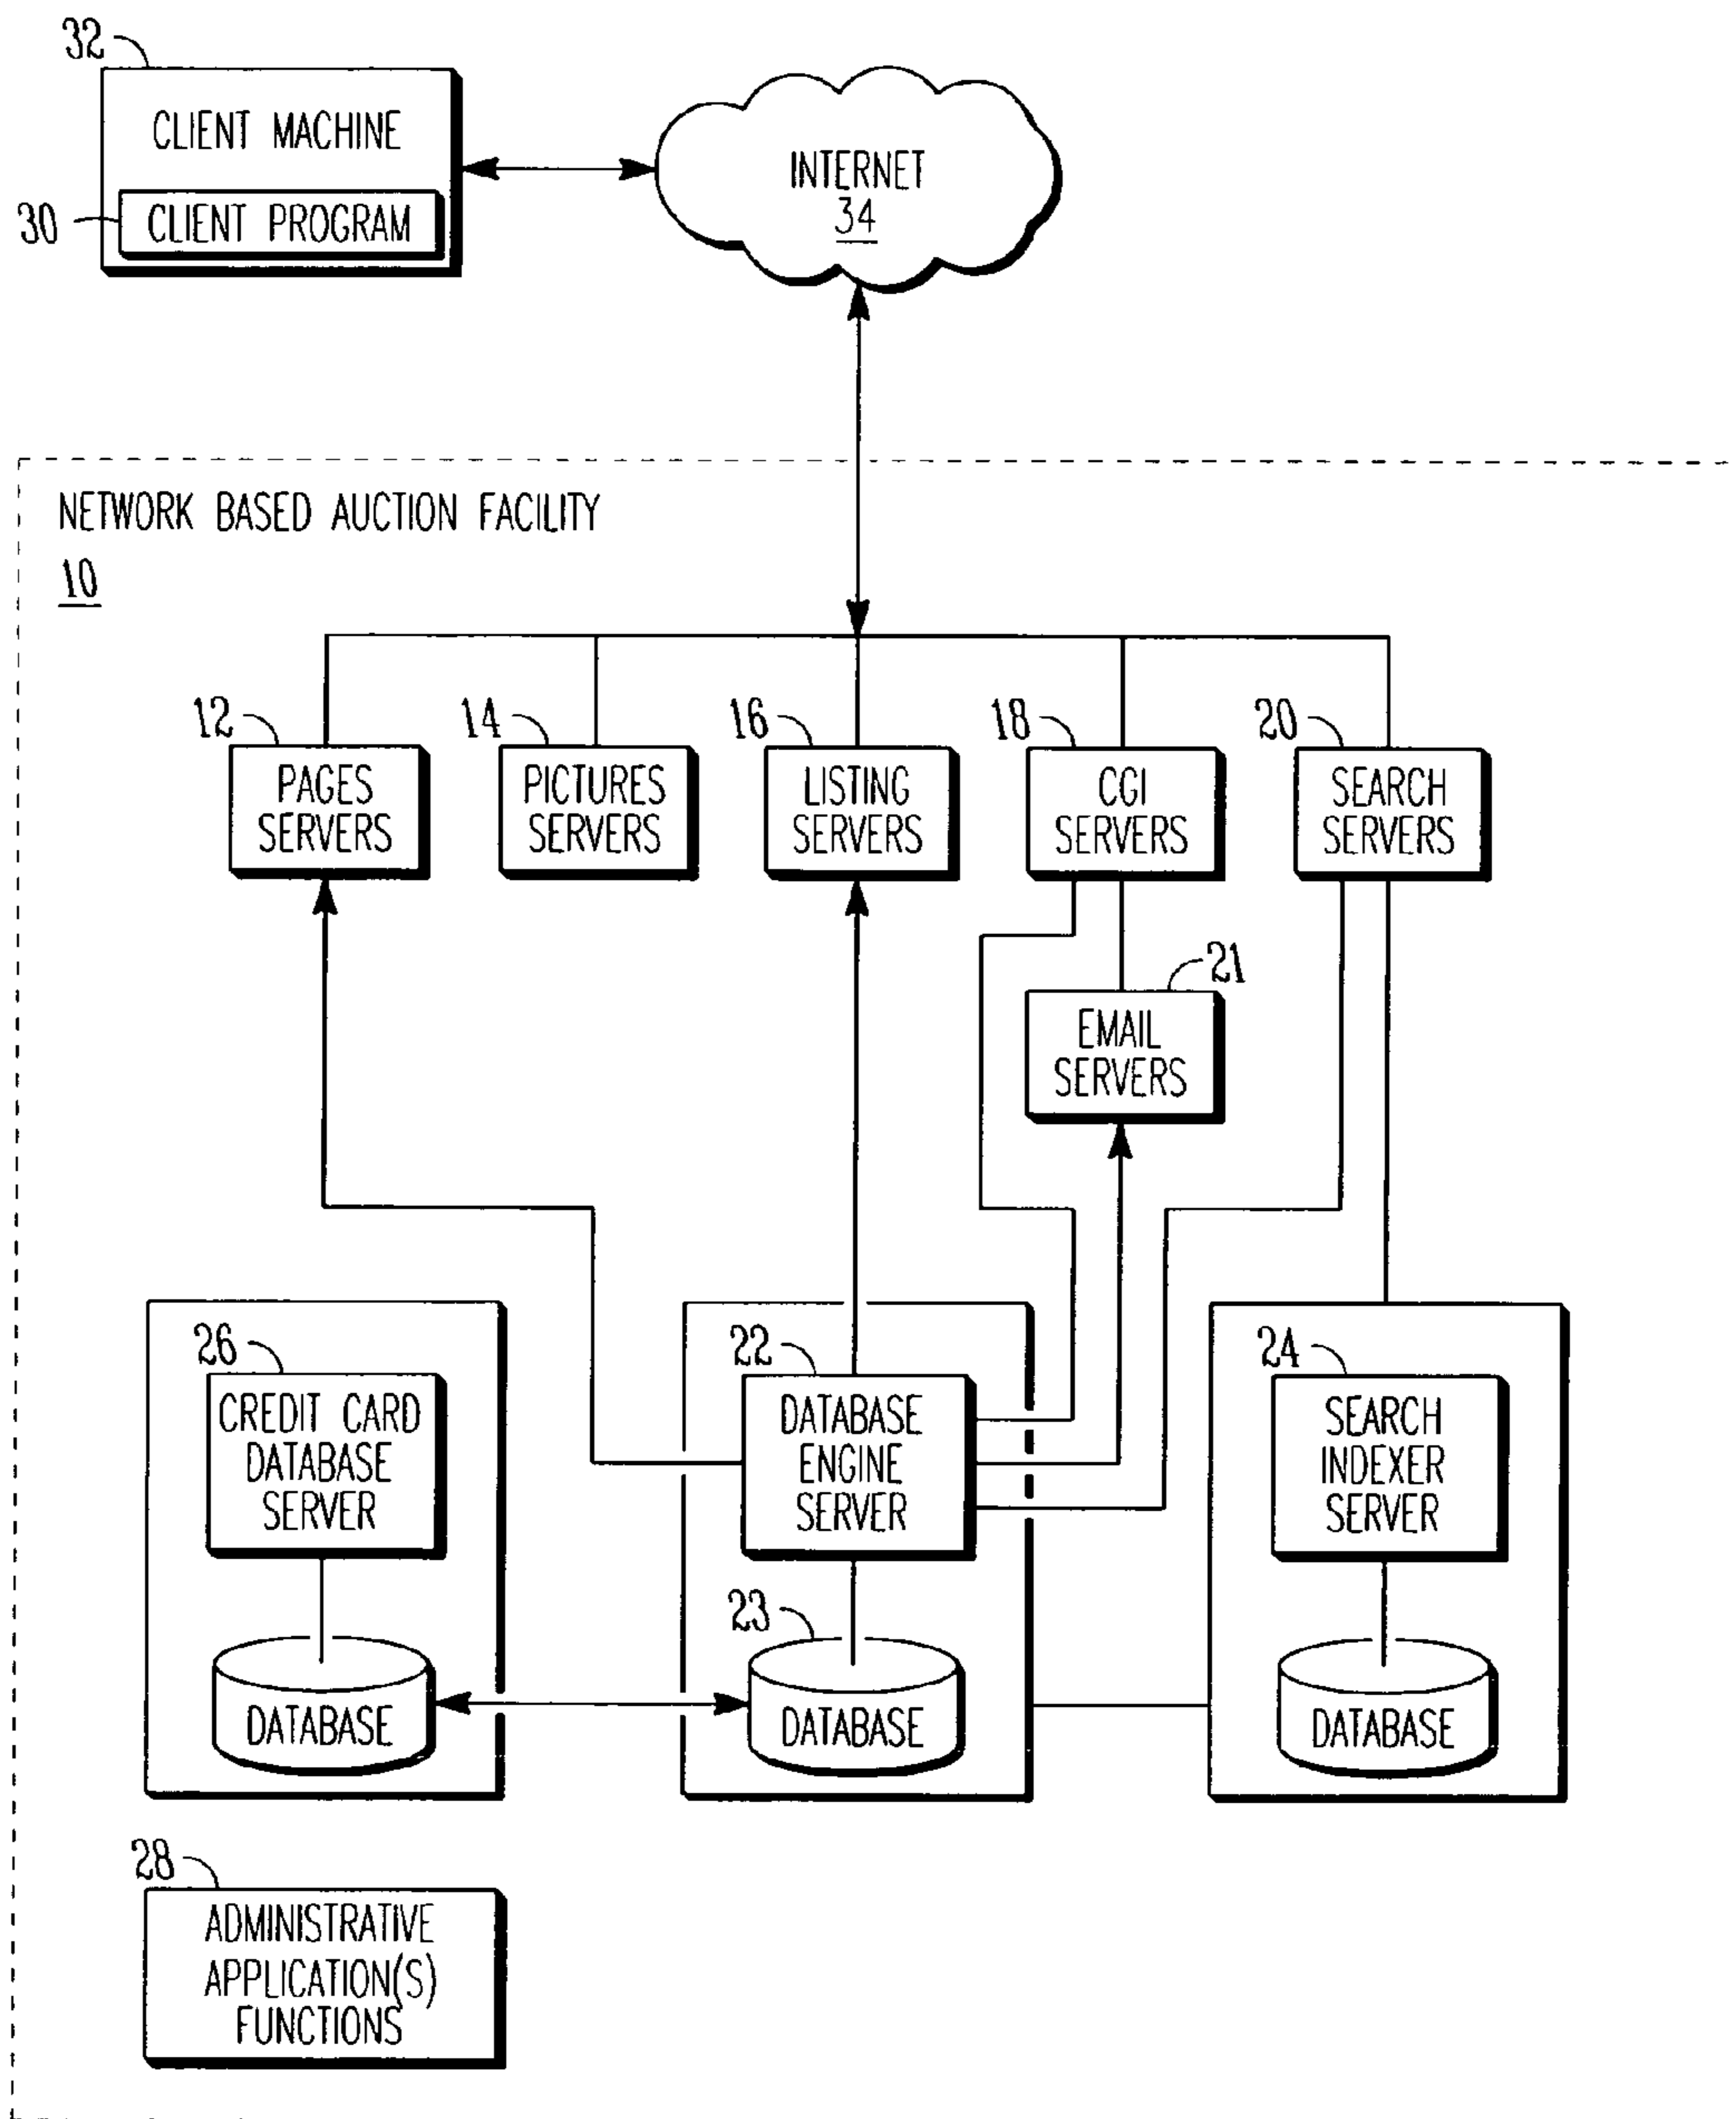 32
CLIENT MACHINE
30
CLIENT PROGRAM
INTERNET
34
NETWORK BASED AUCTION FACILITY
10
12
PAGES
SERVERS
14
PICTURES
SERVERS
16
LISTING
SERVERS
18
CGI
SERVERS
20
SEARCH
SERVERS
21
EMAIL
SERVERS
26
CREDIT CARD
DATABASE
SERVER
DATABASE
22
DATABASE
ENGINE
SERVER
23
DATABASE
24
SEARCH
INDEXER
SERVER
DATABASE
28
ADMINISTRATIVE
APPLICATION(S)
FUNCTIONS